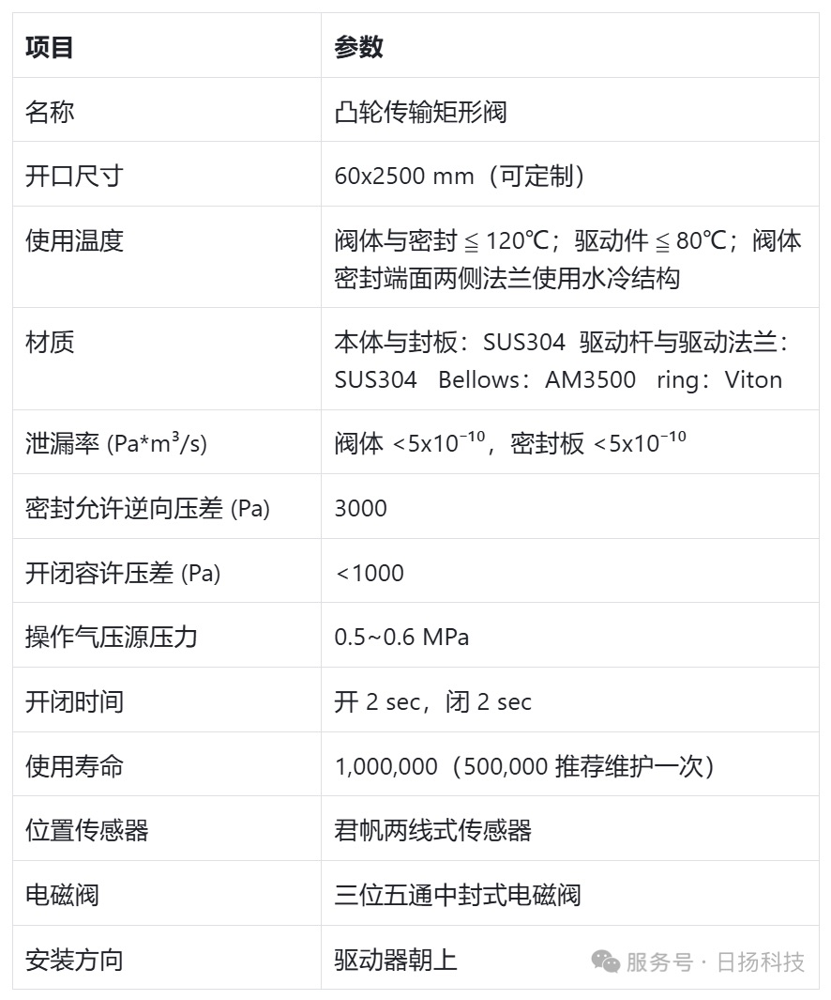 项目 参数
名称 凸轮传输矩形阀
开口尺寸 60x2500 mm（可定制）
使用温度 阀体与密封 ≦ 120℃；驱动件 ≦ 80℃；阀体
密封端面两侧法兰使用水冷结构
材质 本体与封板：SUS304 驱动杆与驱动法兰：
SUS304 Bellows：AM3500 ring：Viton
泄漏率 (Pa*m³/s) 阀体 <5x10⁻¹⁰，密封板 <5x10⁻¹⁰
密封允许逆向压差 (Pa) 3000
开闭容许压差 (Pa) <1000
操作气压源压力 0.5~0.6 MPa
开闭时间 开 2 sec，闭 2 sec
使用寿命 1,000,000（500,000 推荐维护一次）
位置传感器 君帆两线式传感器
电磁阀 三位五通中封式电磁阀
安装方向 驱动器朝上
服务号 · 日扬科技